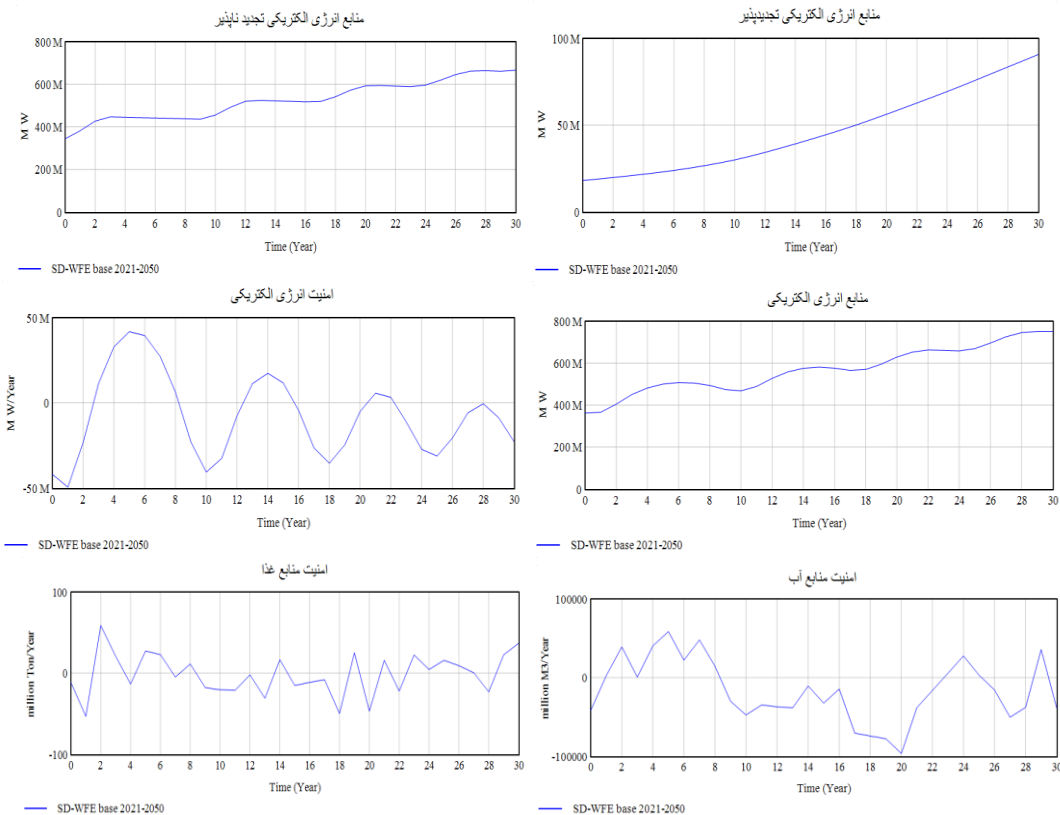 منابع انرژی الکتریکی تجدید ناپذیر
800 M
600 M
400 M
200 M
0
M W
0 2 4 6 8 10 12 14 16 18 20 22 24 26 28 30
Time (Year)
SD-WFE base 2021-2050
منابع انرژی الکتریکی تجدیدپذیر
100 M
50 M
0
M W
0 2 4 6 8 10 12 14 16 18 20 22 24 26 28 30
Time (Year)
SD-WFE base 2021-2050
امنیت انرژی الکتریکی
50 M
0
-50 M
M W/Year
0 2 4 6 8 10 12 14 16 18 20 22 24 26 28 30
Time (Year)
SD-WFE base 2021-2050
منابع انرژی الکتریکی
800 M
600 M
400 M
200 M
0
M W
0 2 4 6 8 10 12 14 16 18 20 22 24 26 28 30
Time (Year)
SD-WFE base 2021-2050
امنیت منابع غذا
100
0
-100
million Ton/Year
0 2 4 6 8 10 12 14 16 18 20 22 24 26 28 30
Time (Year)
SD-WFE base 2021-2050
امنیت منابع آب
100000
0
-100000
million M3/Year
0 2 4 6 8 10 12 14 16 18 20 22 24 26 28 30
Time (Year)
SD-WFE base 2021-2050